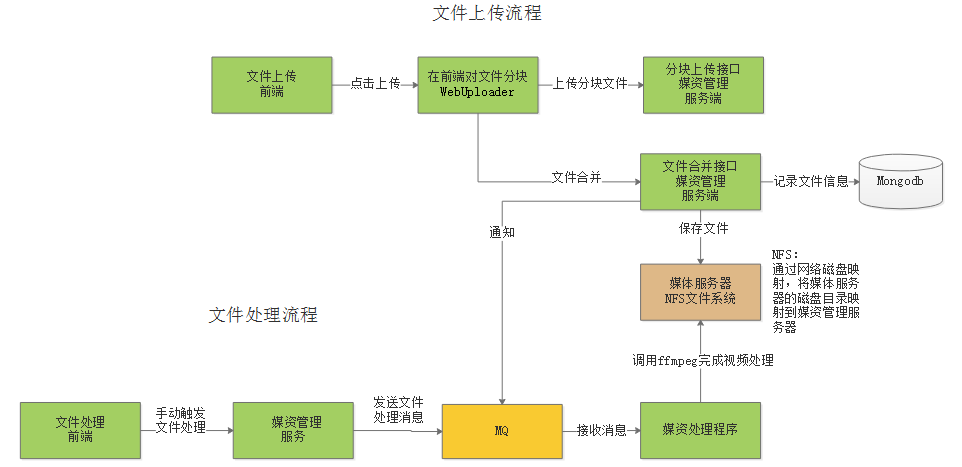 文件上传流程
文件上传
前端
点击上传
在前端对文件分块
WebUploader
上传分块文件
分块上传接口
媒资管理
服务端
文件合并
文件合并接口
媒资管理
服务端
记录文件信息
Mongodb
通知
保存文件
媒体服务器
NFS文件系统
NFS:
通过网络磁盘映
射，将媒体服务
器的磁盘目录映
射到媒资管理服
务器
文件处理流程
调用ffmpeg完成视频处理
文件处理
前端
手动触发
文件处理
媒资管理
服务
发送文件
处理消息
MQ
接收消息
媒资处理程序